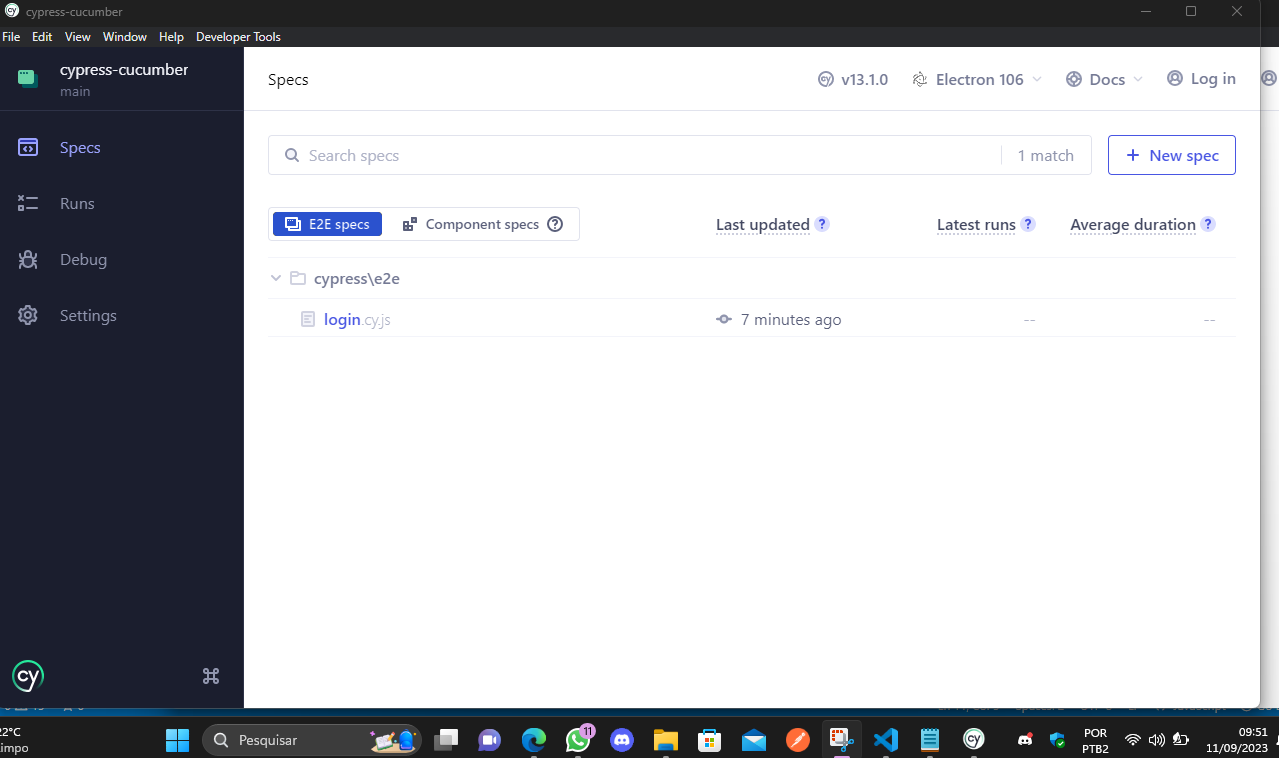 cypress-cucumber
File Edit View Window Help Developer Tools
cypress-cucumber
main
Specs
Runs
Debug
Settings
cy
Specs
v13.1.0
Electron 106
Docs
Log in
Search specs
1 match
+ New spec
E2E specs
Component specs ?
Last updated ?
Latest runs ?
Average duration ?
cypress\e2e
login.cy.js
7 minutes ago
--
--
22°C
Limpo
Pesquisar
11
cy
POR
PTB2
09:51
11/09/2023